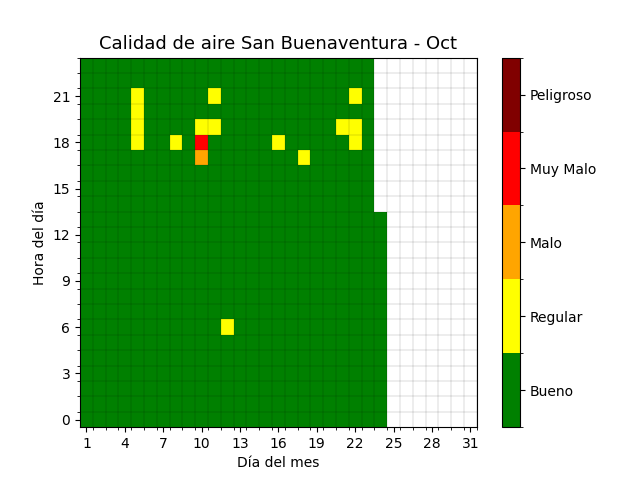 Calidad de aire San Buenaventura - Oct
Hora del día
21
18
15
12
9
6
3
0
1 4 7 10 13 16 19 22 25 28 31
Día del mes
Peligroso
Muy Malo
Malo
Regular
Bueno